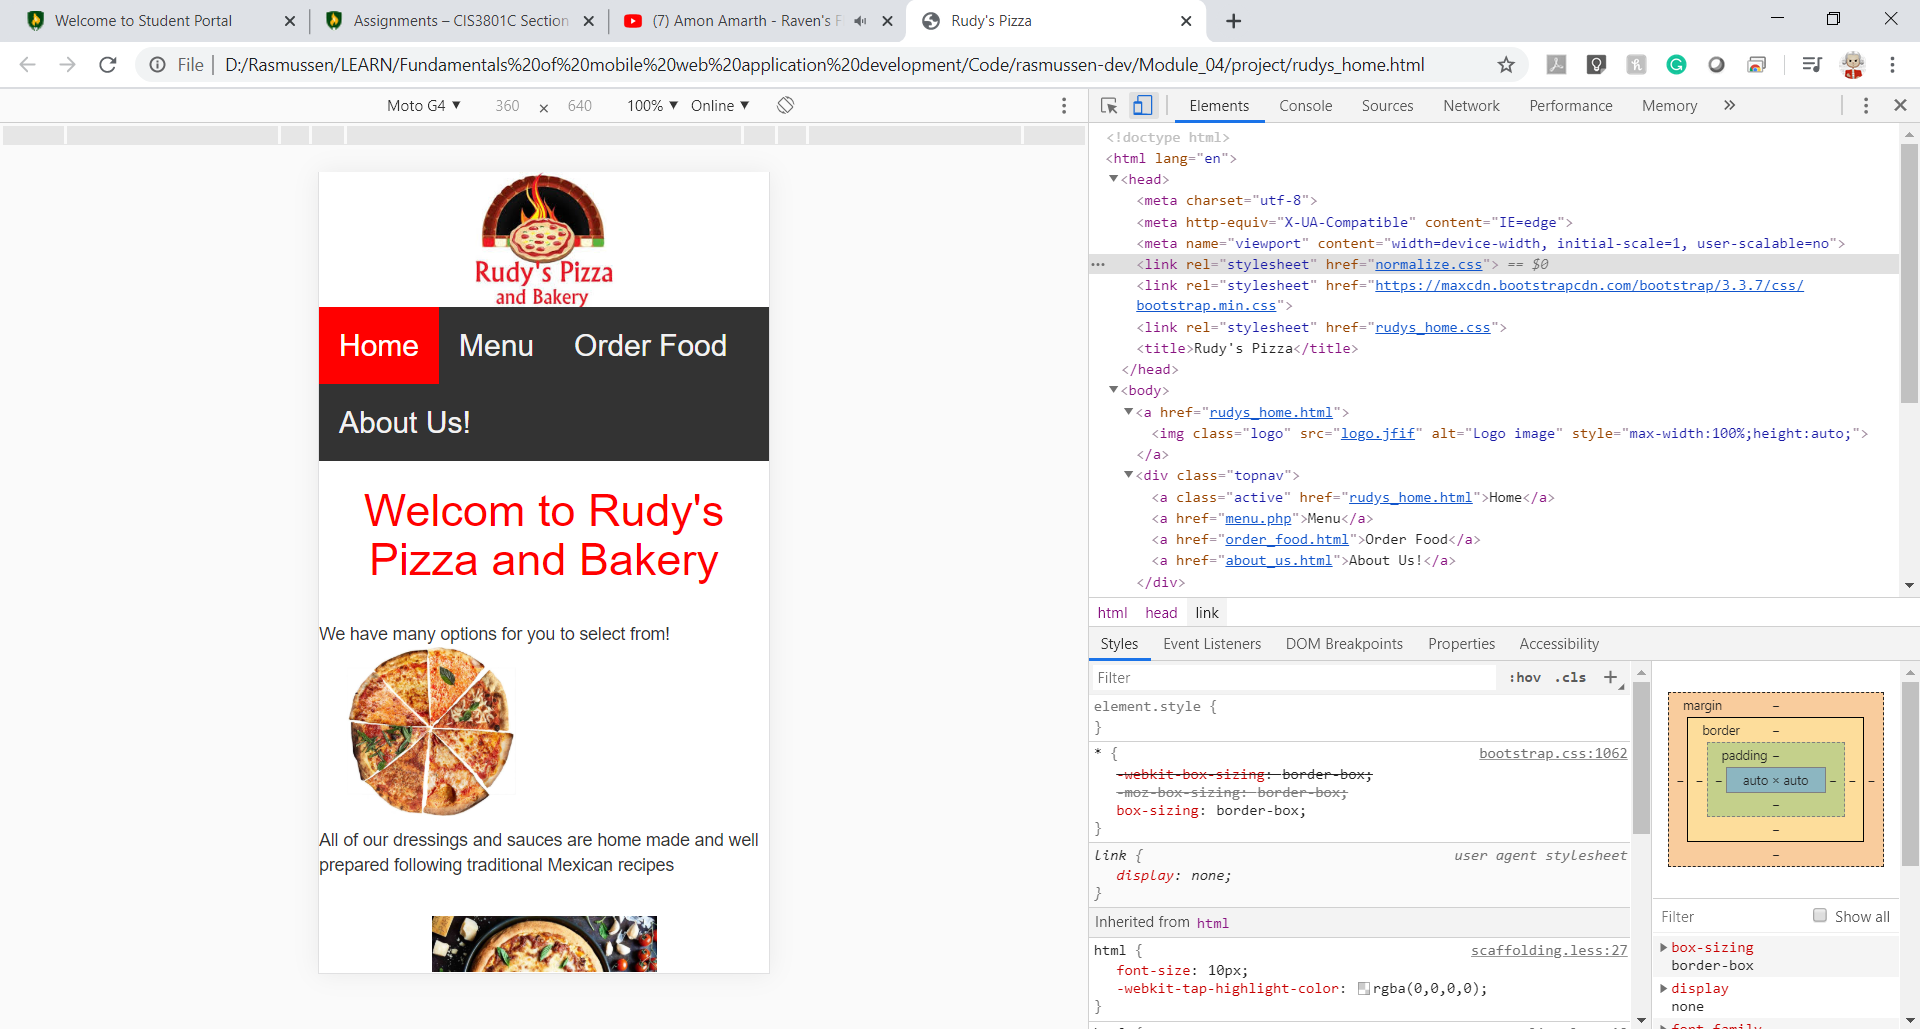 Welcome to Student Portal
Assignments – CIS3801C Section
(7) Amon Amarth - Raven's F
Rudy's Pizza
File | D:/Rasmussen/LEARN/Fundamentals%20of%20mobile%20web%20application%20development/Code/rasmussen-dev/Module_04/project/rudys_home.html
Moto G4 ▼ 360 × 640 100% ▼ Online ▼
Elements Console Sources Network Performance Memory »
Rudy's Pizza
and Bakery
Home Menu Order Food
About Us!
Welcom to Rudy's
Pizza and Bakery
We have many options for you to select from!
All of our dressings and sauces are home made and well
prepared following traditional Mexican recipes
<!doctype html>
<html lang="en">
▼<head>
<meta charset="utf-8">
<meta http-equiv="X-UA-Compatible" content="IE=edge">
<meta name="viewport" content="width=device-width, initial-scale=1, user-scalable=no">
<link rel="stylesheet" href="normalize.css"> == $0
<link rel="stylesheet" href="https://maxcdn.bootstrapcdn.com/bootstrap/3.3.7/css/
bootstrap.min.css">
<link rel="stylesheet" href="rudys_home.css">
<title>Rudy's Pizza</title>
</head>
▼<body>
▼<a href="rudys_home.html">
<img class="logo" src="logo.jfif" alt="Logo image" style="max-width:100%;height:auto;">
</a>
▼<div class="topnav">
<a class="active" href="rudys_home.html">Home</a>
<a href="menu.php">Menu</a>
<a href="order_food.html">Order Food</a>
<a href="about_us.html">About Us!</a>
</div>
html head link
Styles Event Listeners DOM Breakpoints Properties Accessibility
Filter :hov .cls +
element.style {
}
* { bootstrap.css:1062
-webkit-box-sizing: border-box;
-moz-box-sizing: border-box;
box-sizing: border-box;
}
link { user agent stylesheet
display: none;
}
Inherited from html
html { scaffolding.less:27
font-size: 10px;
-webkit-tap-highlight-color: rgba(0,0,0,0);
}
margin –
border –
padding –
– – – auto × auto – – –
–
–
–
Filter Show all
box-sizing
border-box
display
none
font-family